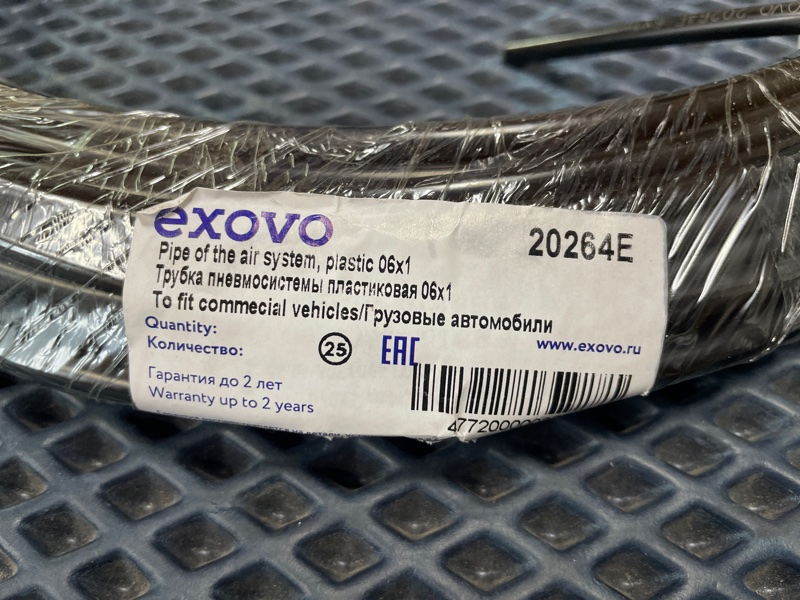 exovo
20264E
Pipe of the air system, plastic 06x1
Трубка пневмосистемы пластиковая 06x1
To fit commecial vehicles/Грузовые автомобили
Quantity:
Количество:
25
EAC
www.exovo.ru
Гарантия до 2 лет
Warranty up to 2 years